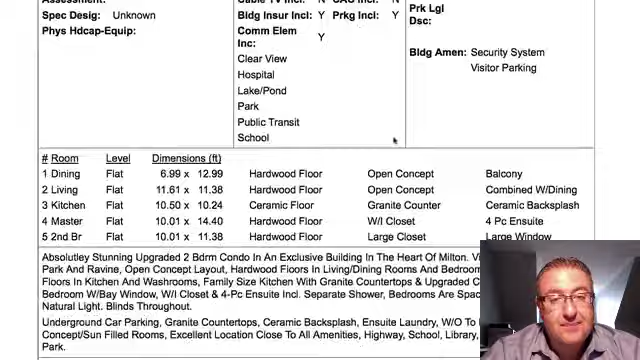 Assessment:
Spec Desig: Unknown
Phys Hdcap-Equip:
Cable TV Incl: N CAC Incl: N
Bldg Insur Incl: Y Prkg Incl: Y
Comm Elem Inc: Y
Clear View
Hospital
Lake/Pond
Park
Public Transit
School
Prk Lgl Dsc:
Bldg Amen: Security System
Visitor Parking
# Room Level Dimensions (ft)
1 Dining Flat 6.99 x 12.99 Hardwood Floor Open Concept Balcony
2 Living Flat 11.61 x 11.38 Hardwood Floor Open Concept Combined W/Dining
3 Kitchen Flat 10.50 x 10.24 Ceramic Floor Granite Counter Ceramic Backsplash
4 Master Flat 10.01 x 14.40 Hardwood Floor W/I Closet 4 Pc Ensuite
5 2nd Br Flat 10.01 x 11.38 Hardwood Floor Large Closet Large Window
Absolutley Stunning Upgraded 2 Bdrm Condo In An Exclusive Building In The Heart Of Milton.
Park And Ravine, Open Concept Layout, Hardwood Floors In Living/Dining Rooms And Bedroom
Floors In Kitchen And Washrooms, Family Size Kitchen With Granite Countertops & Upgraded C
Bedroom W/Bay Window, W/I Closet & 4-Pc Ensuite Incl. Separate Shower, Bedrooms Are Spac
Natural Light. Blinds Throughout.
Underground Car Parking, Granite Countertops, Ceramic Backsplash, Ensuite Laundry, W/O To
Concept/Sun Filled Rooms, Excellent Location Close To All Amenities, Highway, School, Library,
Park.